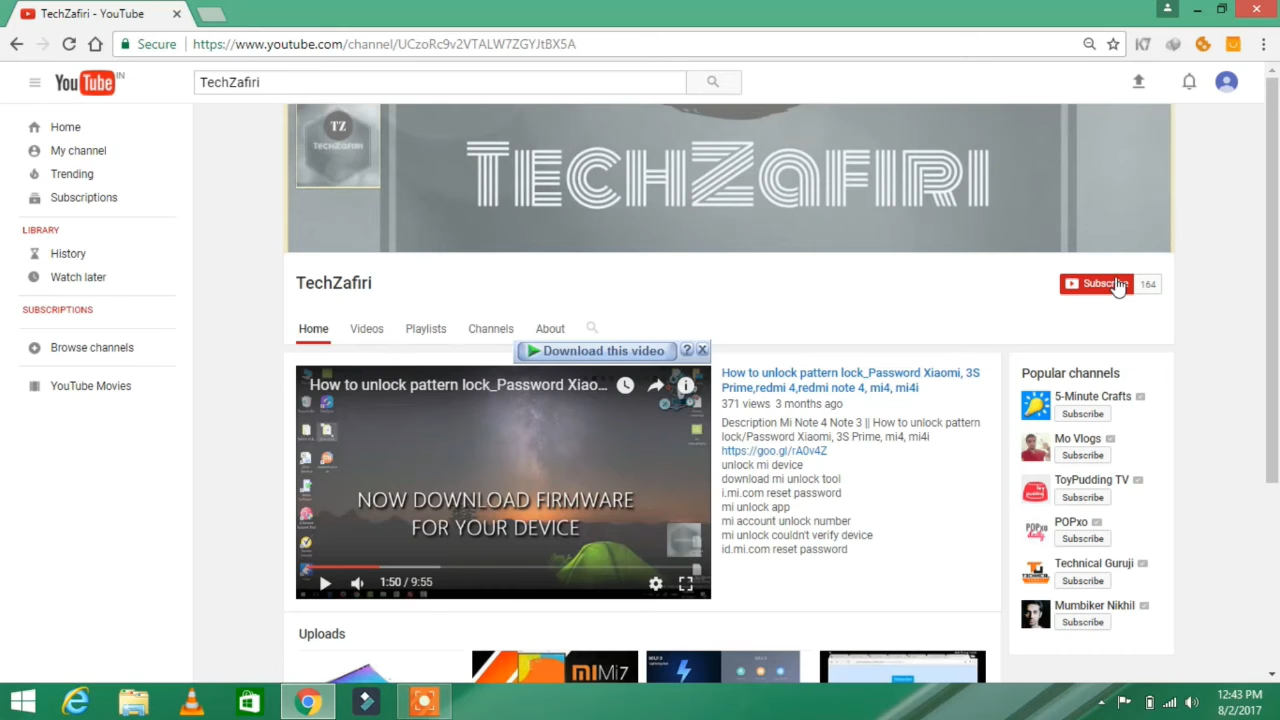 TechZafiri - YouTube
Secure
https://www.youtube.com/channel/UCzoRc9v2VTALW7ZGYJtBX5A
YouTube IN
TechZafiri
Home
My channel
Trending
Subscriptions
LIBRARY
History
Watch later
SUBSCRIPTIONS
Browse channels
YouTube Movies
TZ
TECHZAFIRI
TECHZAFIRI
TechZafiri
Subscribe 164
Home Videos Playlists Channels About
Download this video ? X
How to unlock pattern lock_Password Xiao...
NOW DOWNLOAD FIRMWARE
FOR YOUR DEVICE
1:50 / 9:55
How to unlock pattern lock_Password Xiaomi, 3S
Prime,redmi 4,redmi note 4, mi4, mi4i
371 views 3 months ago
Description Mi Note 4 Note 3 || How to unlock pattern
lock/Password Xiaomi, 3S Prime, mi4, mi4i
https://goo.gl/rA0v4Z
unlock mi device
download mi unlock tool
i.mi.com reset password
mi unlock app
mi account unlock number
mi unlock couldn't verify device
id.mi.com reset password
Popular channels
5-Minute Crafts
Subscribe
Mo Vlogs
Subscribe
ToyPudding TV
Subscribe
POPxo
Subscribe
Technical Guruji
Subscribe
Mumbiker Nikhil
Subscribe
Uploads
MIMi7
12:43 PM
8/2/2017